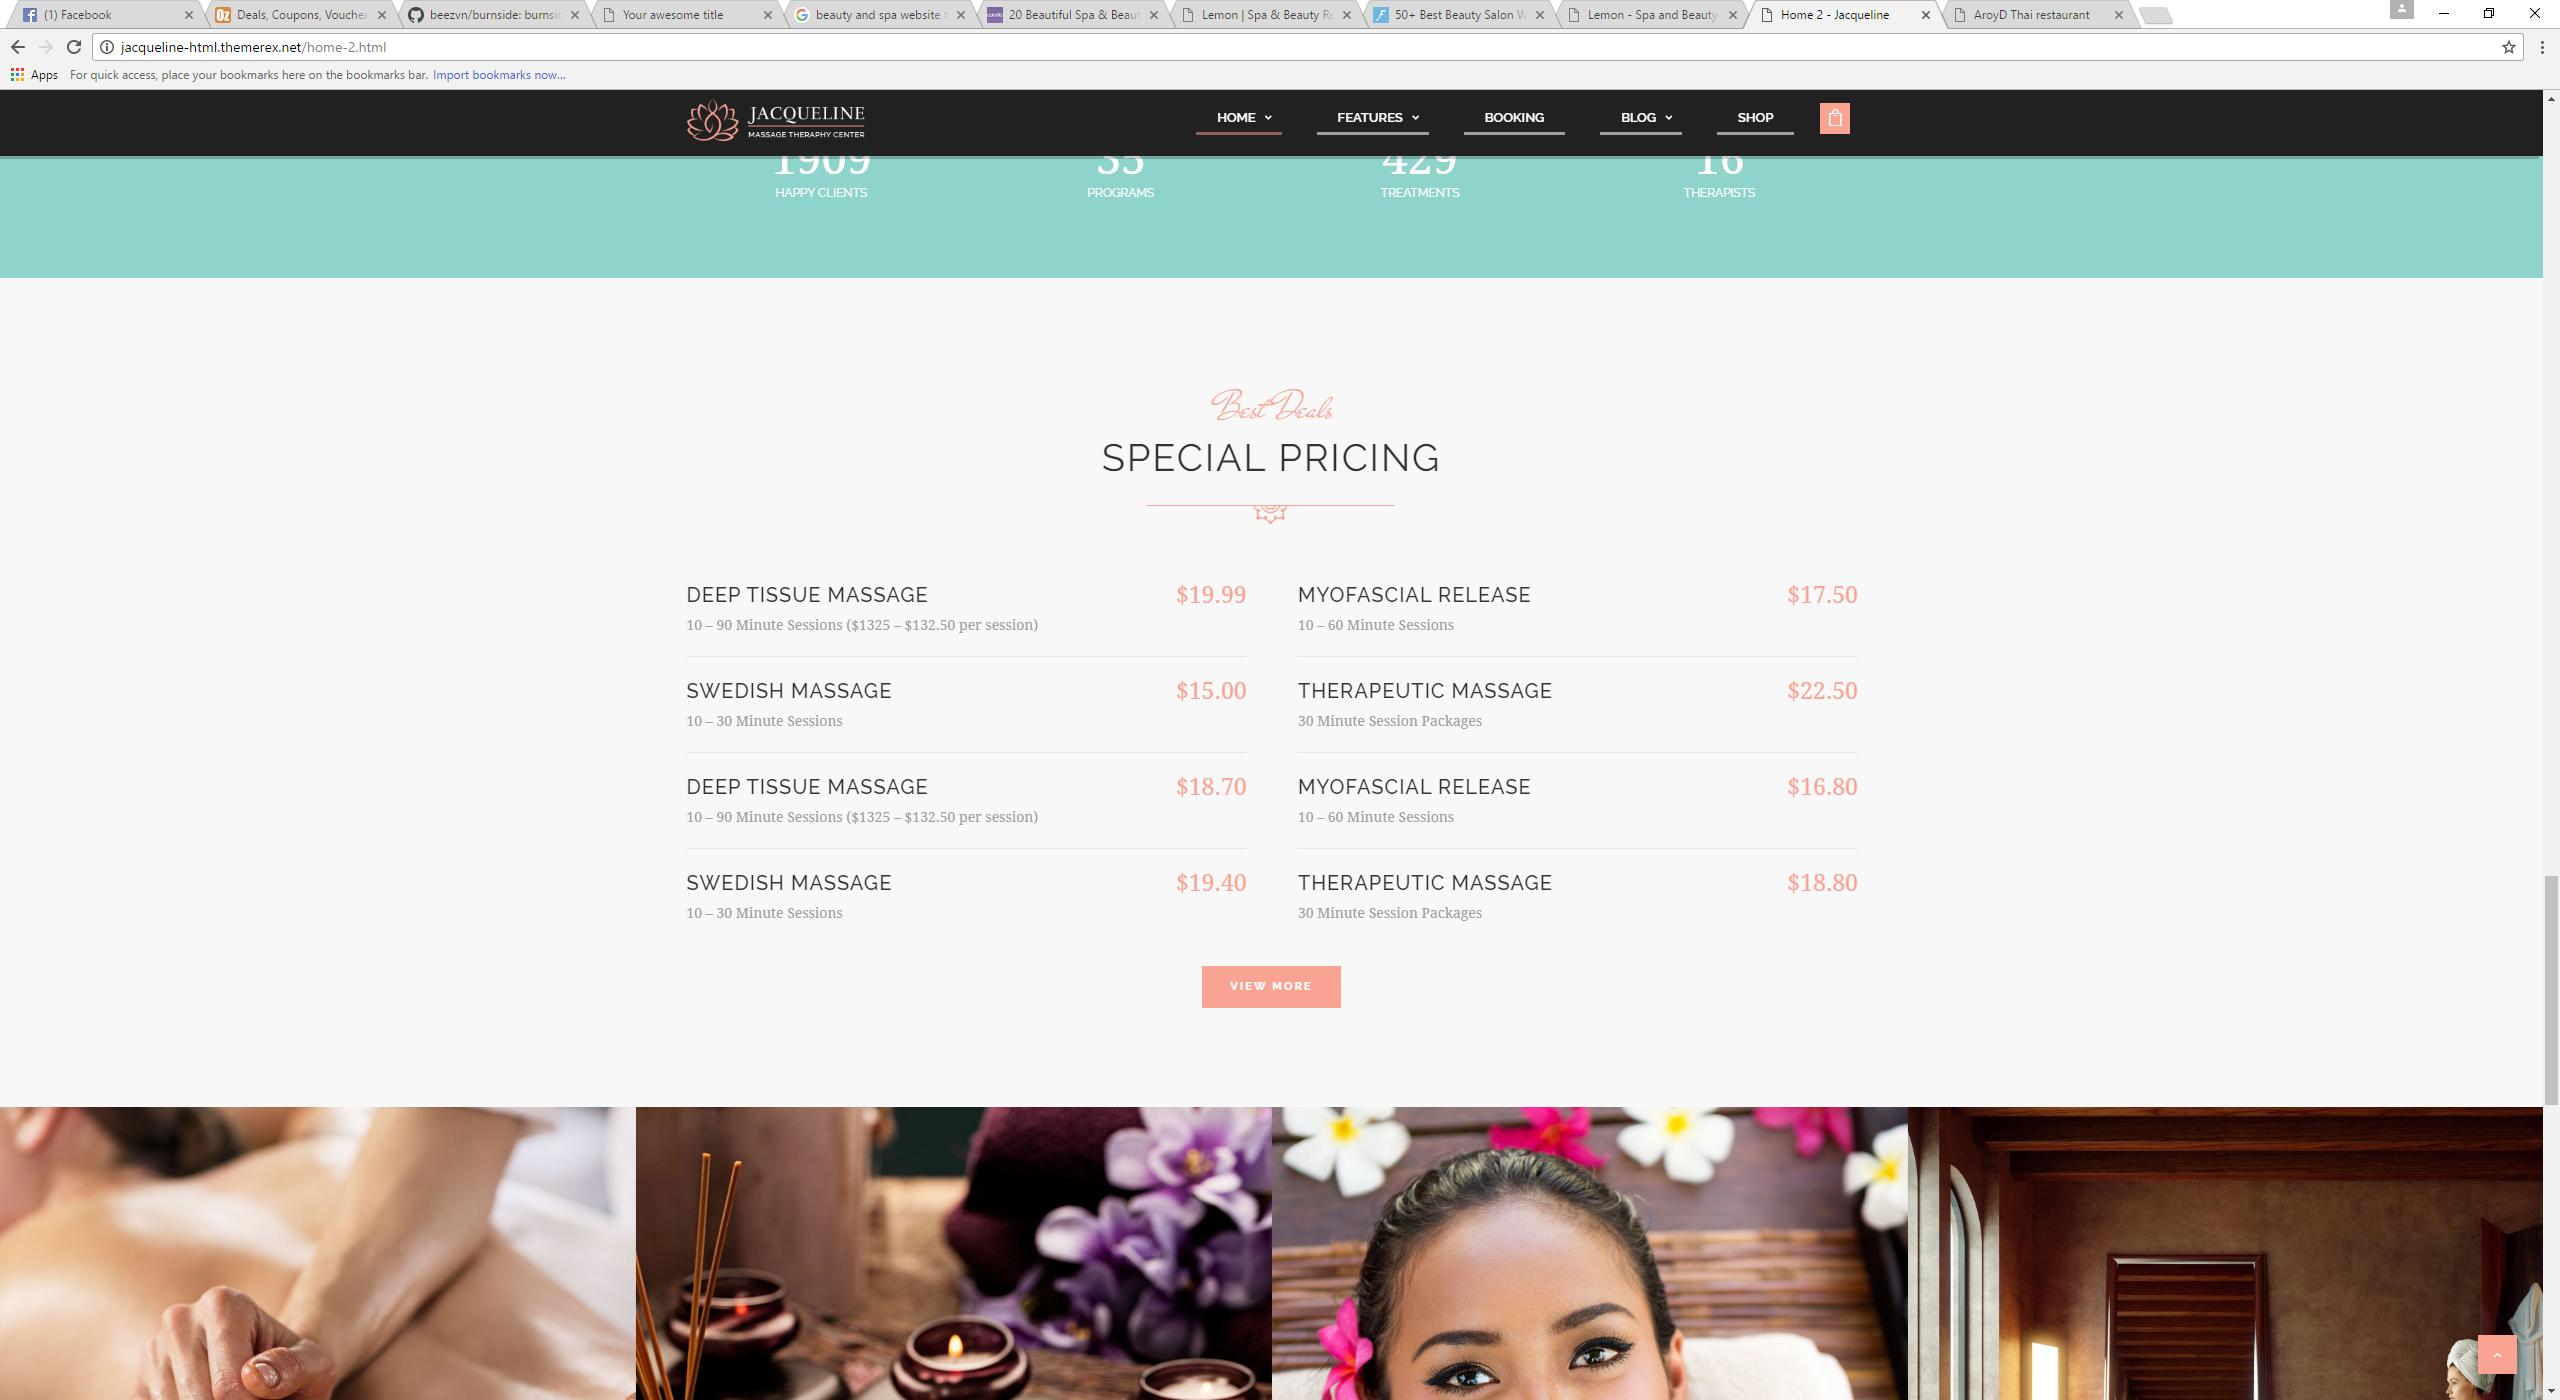 (1) Facebook
Deals, Coupons, Voucher
beezvn/burnside: burnsi
Your awesome title
beauty and spa website
20 Beautiful Spa & Beaut
Lemon | Spa & Beauty Re
50+ Best Beauty Salon W
Lemon - Spa and Beauty
Home 2 - Jacqueline
AroyD Thai restaurant
jacqueline-html.themerex.net/home-2.html
Apps
For quick access, place your bookmarks here on the bookmarks bar. Import bookmarks now...
JACQUELINE
MASSAGE THERAPHY CENTER
HOME
FEATURES
BOOKING
BLOG
SHOP
1909
35
429
16
HAPPY CLIENTS
PROGRAMS
TREATMENTS
THERAPISTS
Best Deals
SPECIAL PRICING
DEEP TISSUE MASSAGE $19.99
10 – 90 Minute Sessions ($1325 – $132.50 per session)
SWEDISH MASSAGE $15.00
10 – 30 Minute Sessions
DEEP TISSUE MASSAGE $18.70
10 – 90 Minute Sessions ($1325 – $132.50 per session)
SWEDISH MASSAGE $19.40
10 – 30 Minute Sessions
MYOFASCIAL RELEASE $17.50
10 – 60 Minute Sessions
THERAPEUTIC MASSAGE $22.50
30 Minute Session Packages
MYOFASCIAL RELEASE $16.80
10 – 60 Minute Sessions
THERAPEUTIC MASSAGE $18.80
30 Minute Session Packages
VIEW MORE